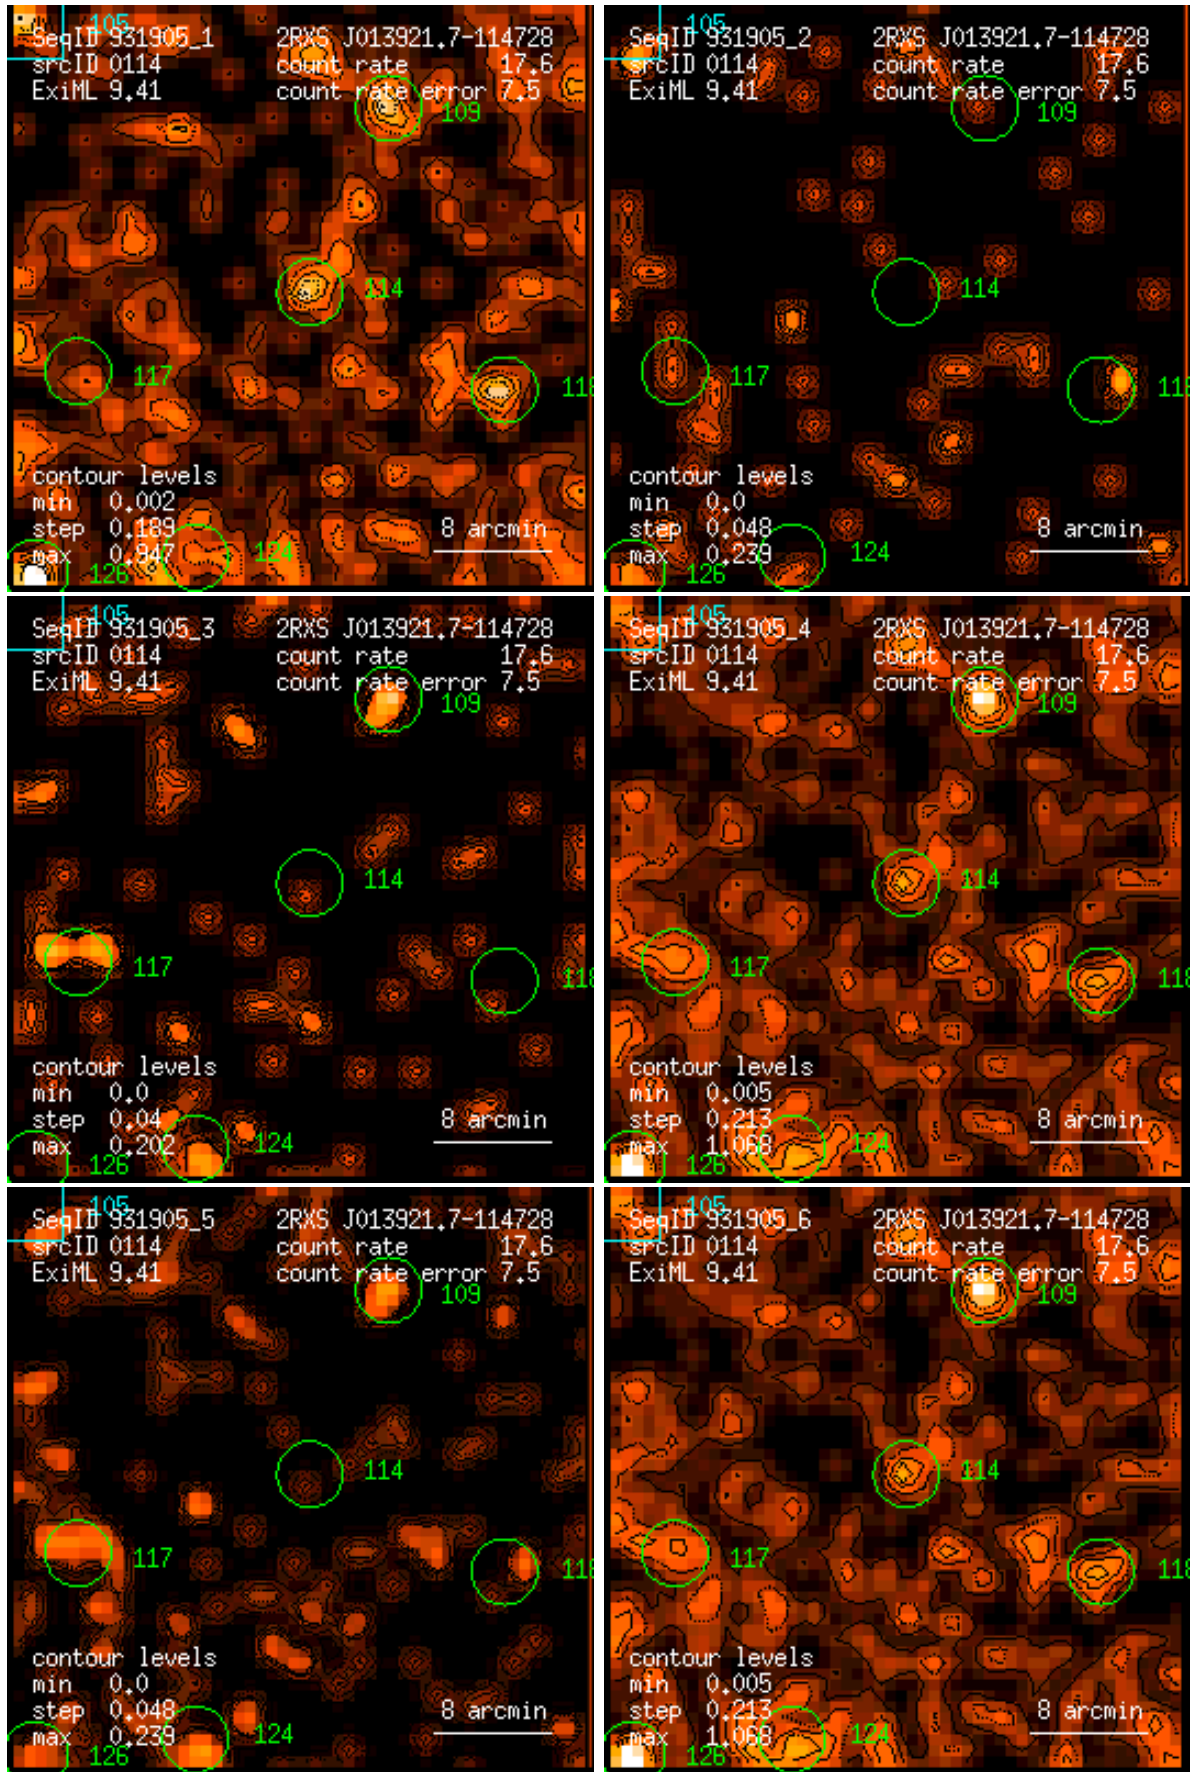 105
SeqID 931905_1 2RXS J013921.7-114728
srcID 0114 count rate 17.6
ExiML 9.41 count rate error 7.5
109
114
117
118
contour levels
min 0.002
step 0.189 8 arcmin
max 0.947 124
126
105
SeqID 931905_2 2RXS J013921.7-114728
srcID 0114 count rate 17.6
ExiML 9.41 count rate error 7.5
109
114
117
118
contour levels
min 0.0
step 0.048 8 arcmin
max 0.239 124
126
105
SeqID 931905_3 2RXS J013921.7-114728
srcID 0114 count rate 17.6
ExiML 9.41 count rate error 7.5
109
114
117
118
contour levels
min 0.0
step 0.04 8 arcmin
max 0.202 124
126
105
SeqID 931905_4 2RXS J013921.7-114728
srcID 0114 count rate 17.6
ExiML 9.41 count rate error 7.5
109
114
117
118
contour levels
min 0.005
step 0.213 8 arcmin
max 1.068 124
126
105
SeqID 931905_5 2RXS J013921.7-114728
srcID 0114 count rate 17.6
ExiML 9.41 count rate error 7.5
109
114
117
118
contour levels
min 0.0
step 0.048 8 arcmin
max 0.239 124
126
105
SeqID 931905_6 2RXS J013921.7-114728
srcID 0114 count rate 17.6
ExiML 9.41 count rate error 7.5
109
114
117
118
contour levels
min 0.005
step 0.213 8 arcmin
max 1.068 124
126